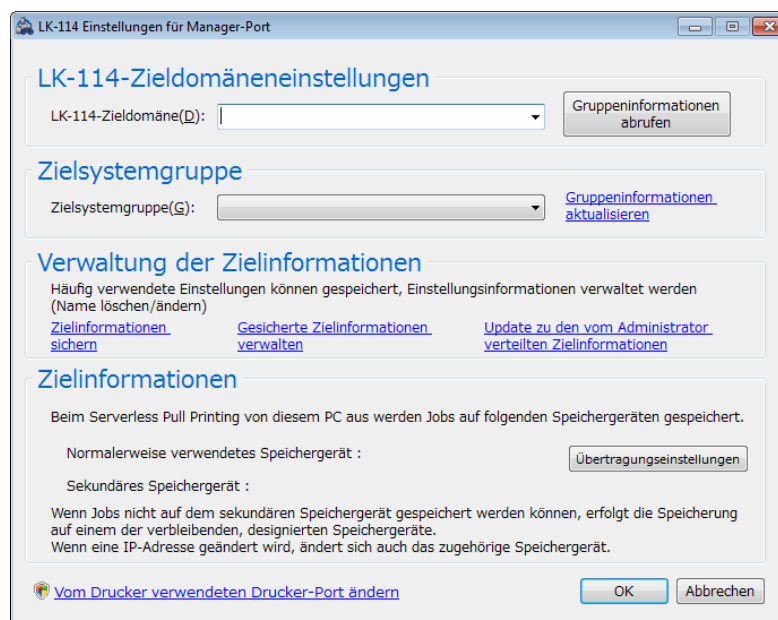 LK-114 Einstellungen für Manager-Port
LK-114-Zieldomäneneinstellungen
LK-114-Zieldomäne(D):
Gruppeninformationen
abrufen
Zielsystemgruppe
Zielsystemgruppe(G):
Gruppeninformationen
aktualisieren
Verwaltung der Zielinformationen
Häufig verwendete Einstellungen können gespeichert, Einstellungsinformationen verwaltet werden
(Name löschen/ändern)
Zielinformationen
sichern
Gesicherte Zielinformationen
verwalten
Update zu den vom Administrator
verteilten Zielinformationen
Zielinformationen
Beim Serverless Pull Printing von diesem PC aus werden Jobs auf folgenden Speichergeräten gespeichert.
Normalerweise verwendetes Speichergerät :
Übertragungseinstellungen
Sekundäres Speichergerät :
Wenn Jobs nicht auf dem sekundären Speichergerät gespeichert werden können, erfolgt die Speicherung
auf einem der verbleibenden, designierten Speichergeräte.
Wenn eine IP-Adresse geändert wird, ändert sich auch das zugehörige Speichergerät.
Vom Drucker verwendeten Drucker-Port ändern
OK
Abbrechen